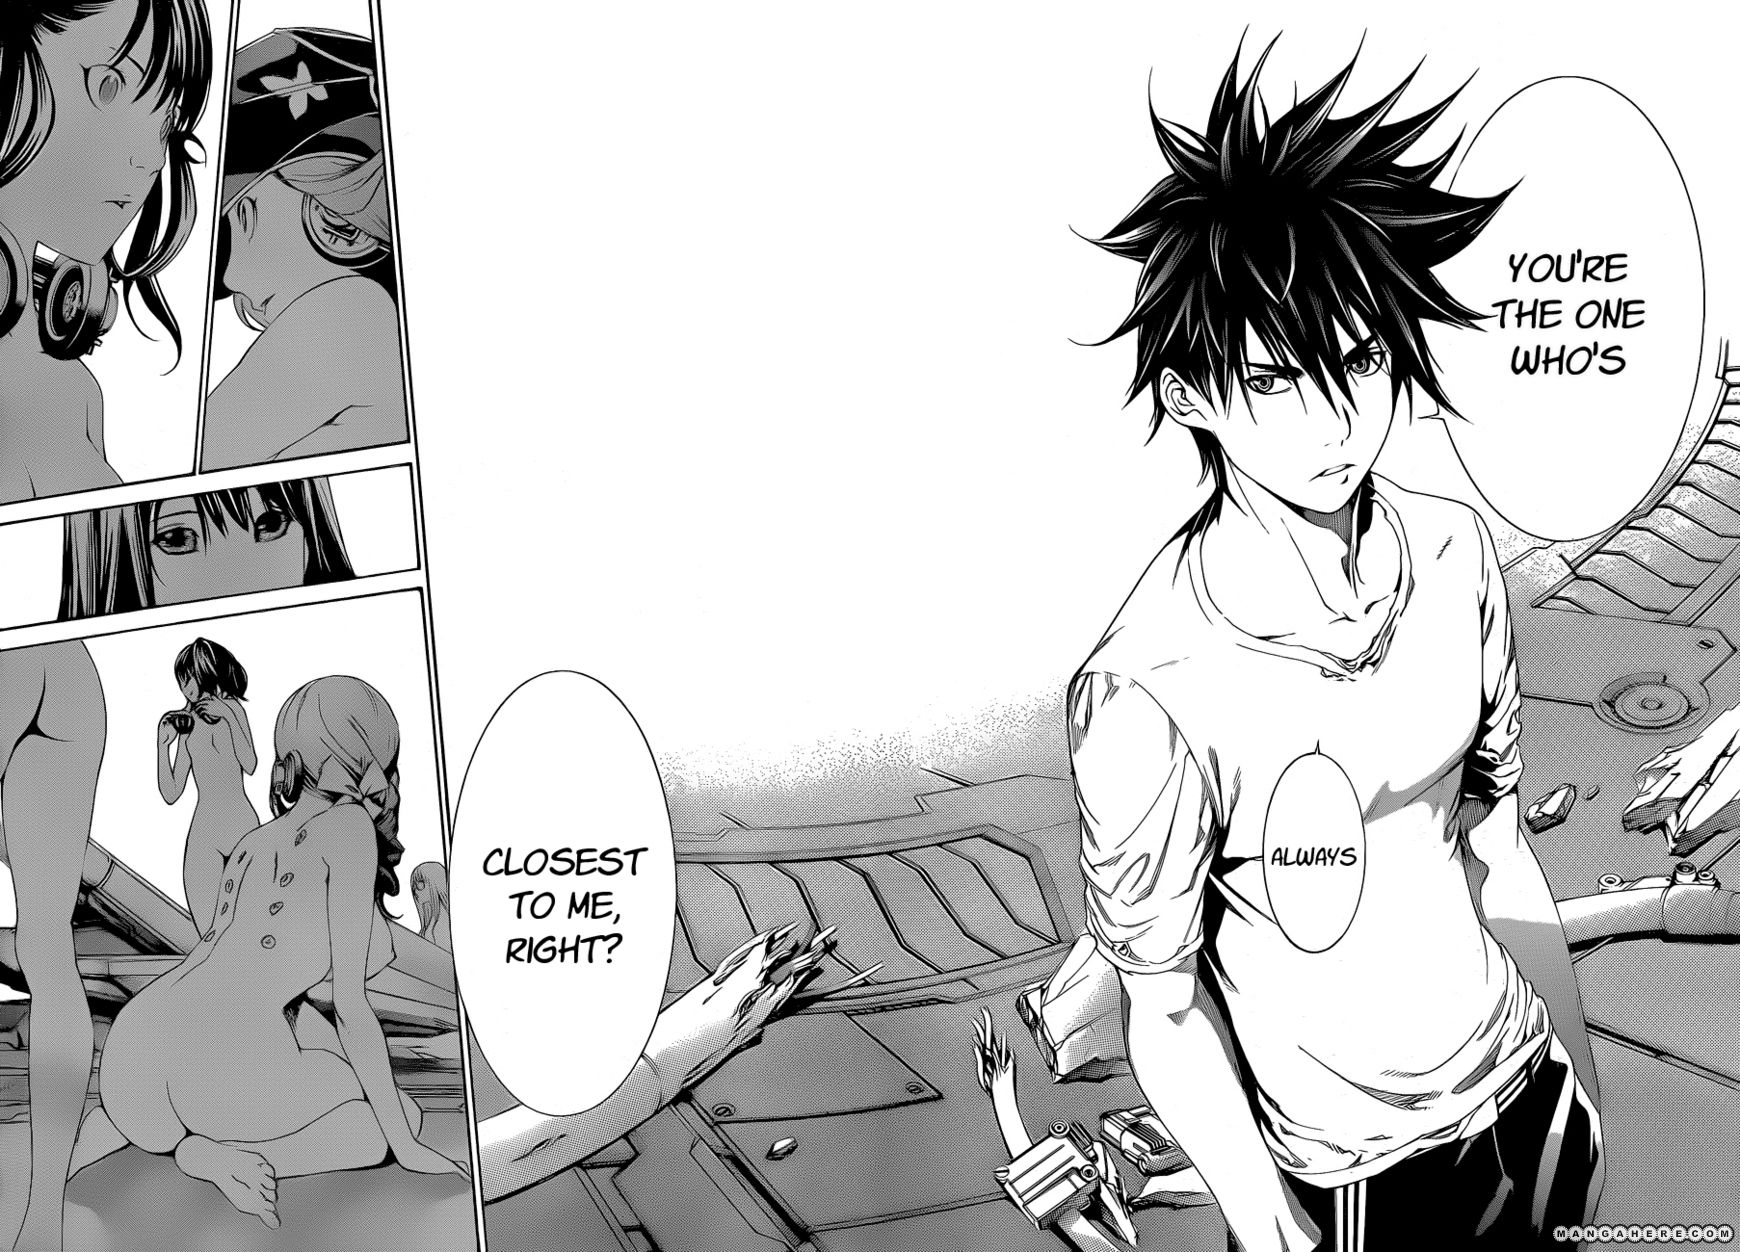 YOU'RE
THE ONE
WHO'S
ALWAYS
CLOSEST
TO ME,
RIGHT?
MANGAHERE.COM